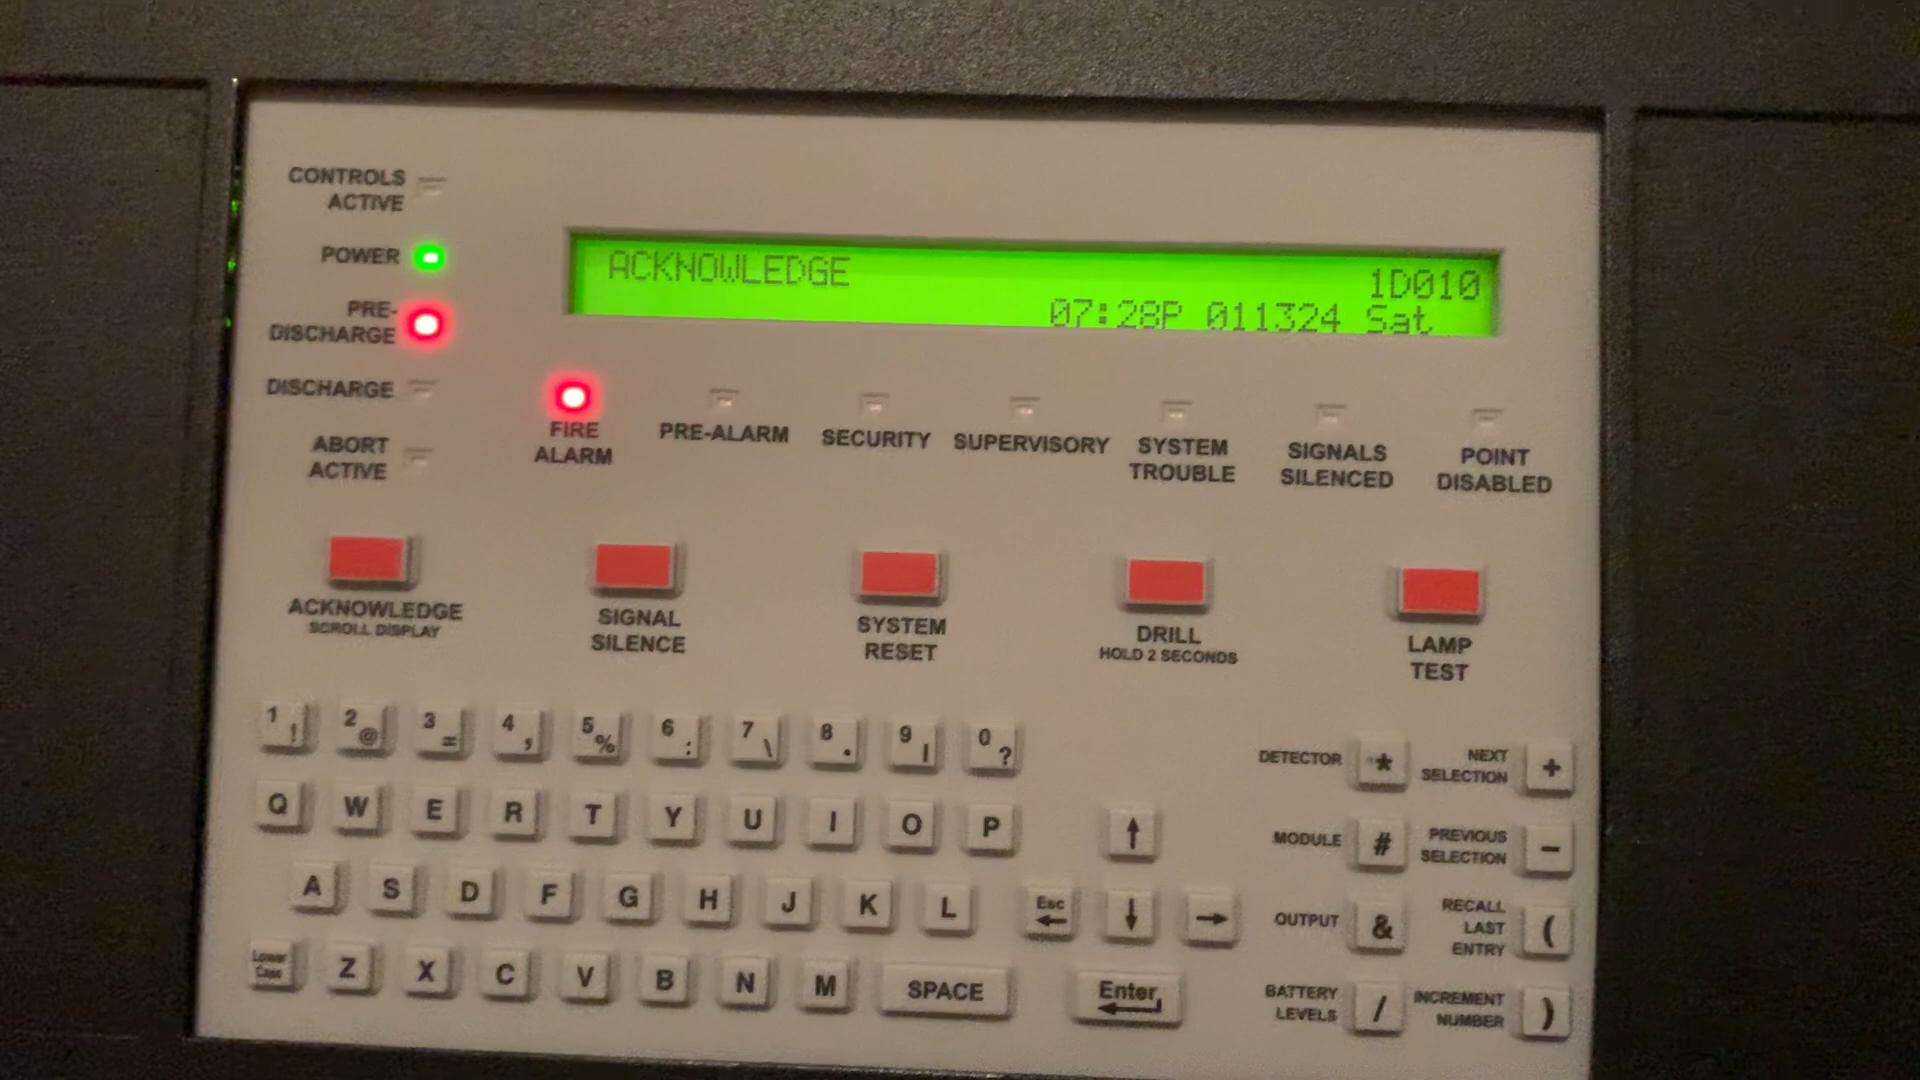 CONTROLS
ACTIVE
POWER
PRE-
DISCHARGE
DISCHARGE
ABORT
ACTIVE
ACKNOWLEDGE 1D010
07:28P 011324 Sat
FIRE
ALARM
PRE-ALARM
SECURITY
SUPERVISORY
SYSTEM
TROUBLE
SIGNALS
SILENCED
POINT
DISABLED
ACKNOWLEDGE
SCROLL DISPLAY
SIGNAL
SILENCE
SYSTEM
RESET
DRILL
HOLD 2 SECONDS
LAMP
TEST
1 ! 2 @ 3 = 4 , 5 % 6 : 7 \ 8 . 9 | 0 ?
Q W E R T Y U I O P
A S D F G H J K L
Lower
Case
Z X C V B N M SPACE
↑
Esc
← ↓ →
Enter
DETECTOR *
NEXT
SELECTION +
MODULE #
PREVIOUS
SELECTION -
OUTPUT &
RECALL
LAST
ENTRY (
BATTERY
LEVELS /
INCREMENT
NUMBER )